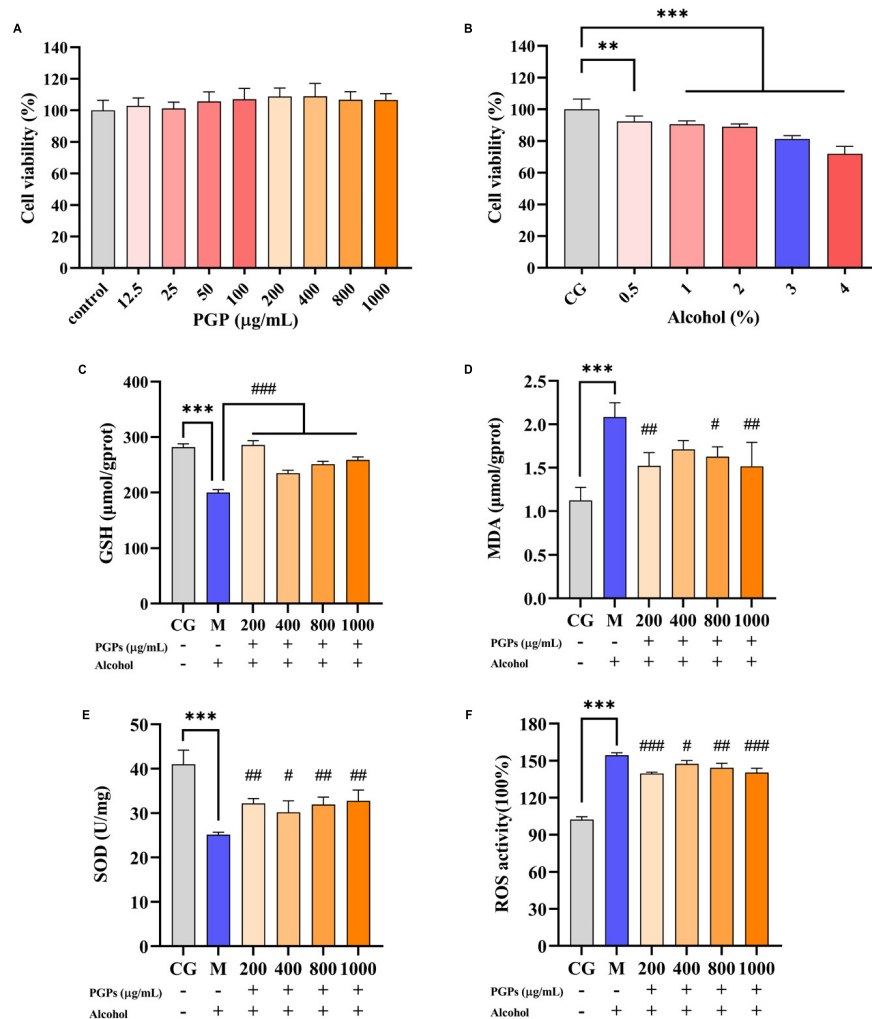 A
Cell viability (%)
140
120
100
80
60
40
20
0
control
12.5
25
50
100
200
400
800
1000
PGP (μg/mL)
B
***
**
Cell viability (%)
140
120
100
80
60
40
20
0
CG
0.5
1
2
3
4
Alcohol (%)
C
###
***
GSH (μmol/gprot)
400
300
200
100
0
CG M 200 400 800 1000
PGPs (μg/mL) - - + + + +
Alcohol - + + + + +
D
***
## # ##
MDA (μmol/gprot)
2.5
2.0
1.5
1.0
0.5
0.0
CG M 200 400 800 1000
PGPs (μg/mL) - - + + + +
Alcohol - + + + + +
E
***
## # ## ##
SOD (U/mg)
50
40
30
20
10
0
CG M 200 400 800 1000
PGPs (μg/mL) - - + + + +
Alcohol - + + + + +
F
***
### # ## ###
ROS activity(100%)
180
150
120
90
60
30
0
CG M 200 400 800 1000
PGPs (μg/mL) - - + + + +
Alcohol - + + + + +